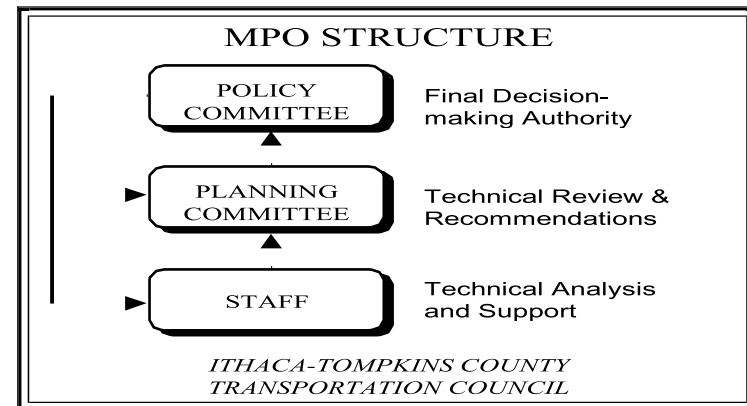 MPO STRUCTURE
POLICY
COMMITTEE
Final Decision-
making Authority
PLANNING
COMMITTEE
Technical Review &
Recommendations
STAFF
Technical Analysis
and Support
ITHACA-TOMPKINS COUNTY
TRANSPORTATION COUNCIL